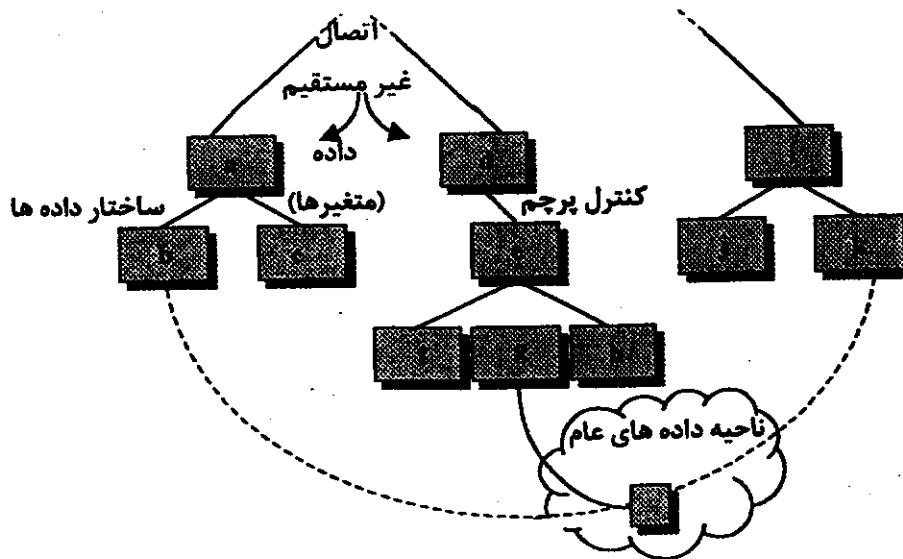 اتصال
غیر مستقیم
داده
a
d
ساختار داده ها
(متغیرها)
کنترل پرچم
b
c
e
j
k
f
g
h
ناحیه داده های عام